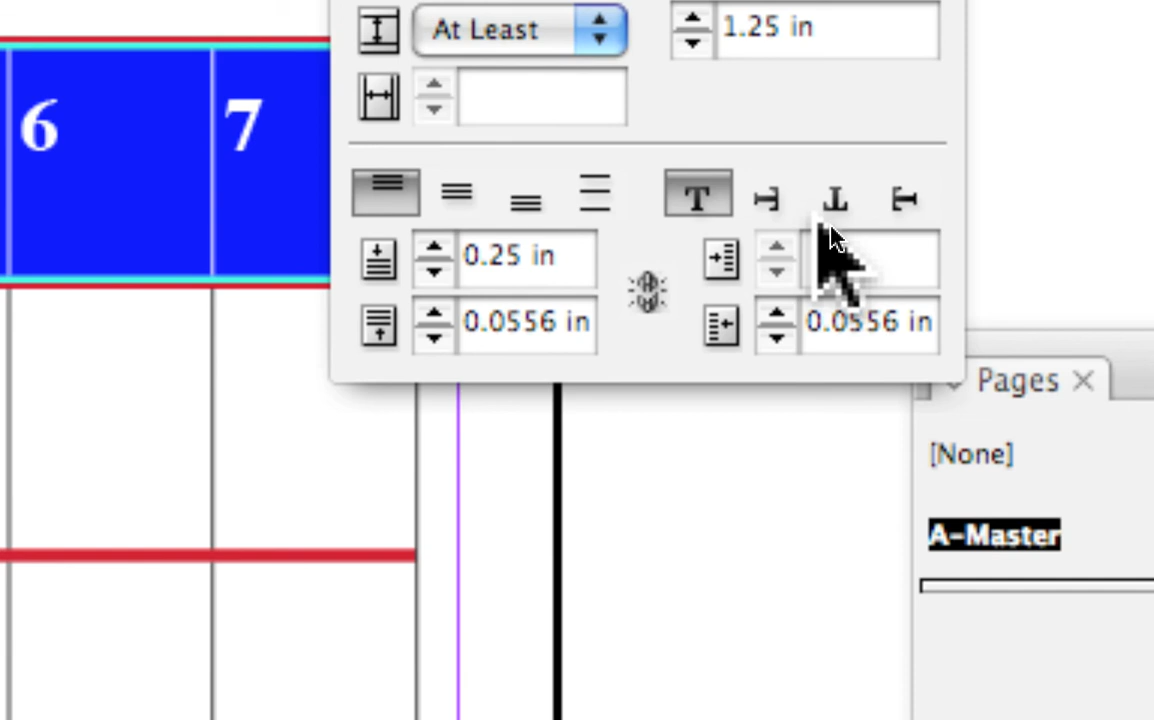 At Least 1.25 in
6 7
T
0.25 in
0.0556 in 0.0556 in
Pages
[None]
A-Master